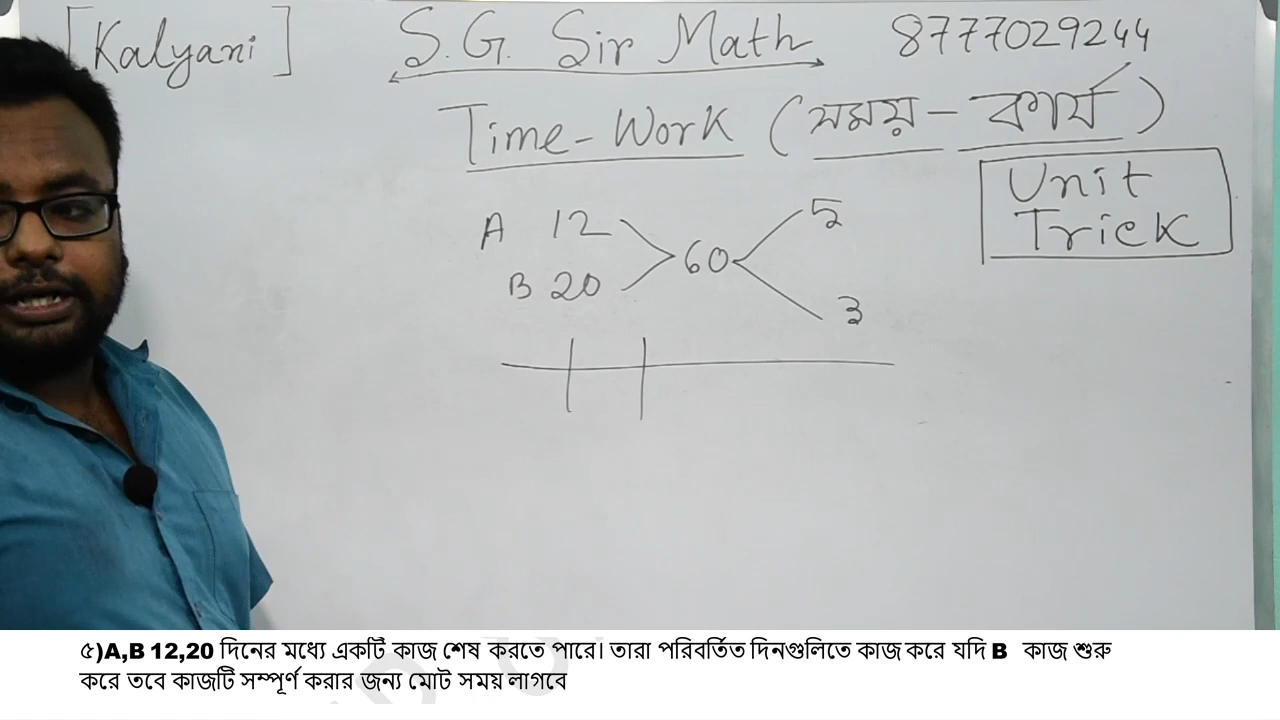 [Kalyani] S.G. Sir Math 8777029244
Time-Work (সময়-কার্য)
Unit
Trick
A 12 60 5
B 20 3
৫)A,B 12,20 দিনের মধ্যে একটি কাজ শেষ করতে পারে। তারা পরিবর্তিত দিনগুলিতে কাজ করে যদি B কাজ শুরু
করে তবে কাজটি সম্পূর্ণ করার জন্য মোট সময় লাগবে